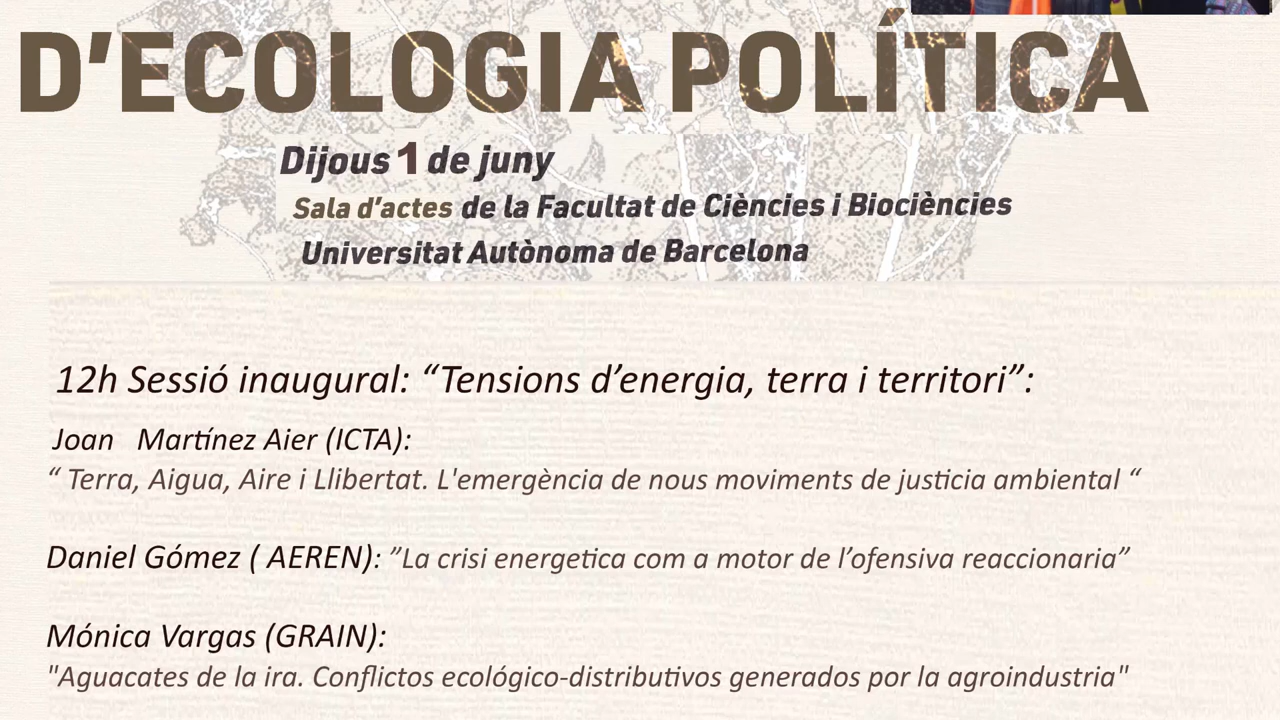 D'ECOLOGIA POLÍTICA
Dijous 1 de juny
Sala d'actes de la Facultat de Ciències i Biociències
Universitat Autònoma de Barcelona
12h Sessió inaugural: “Tensions d’energia, terra i territori”:
Joan Martínez Aier (ICTA):
“ Terra, Aigua, Aire i Llibertat. L'emergència de nous moviments de justicia ambiental “
Daniel Gómez ( AEREN): ”La crisi energetica com a motor de l’ofensiva reaccionaria”
Mónica Vargas (GRAIN):
"Aguacates de la ira. Conflictos ecológico-distributivos generados por la agroindustria"